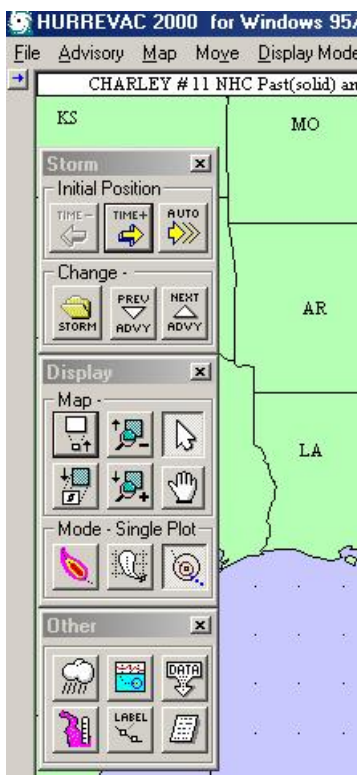 HURREVAC 2000 for Windows 95/
File Advisory Map Move Display Mode
CHARLEY # 11 NHC Past(solid) an
KS
MO
Storm
Initial Position
TIME- TIME+ AUTO
Change -
STORM PREV ADVY NEXT ADVY
AR
Display
Map -
LA
Mode - Single Plot
Other
DATA
LABEL